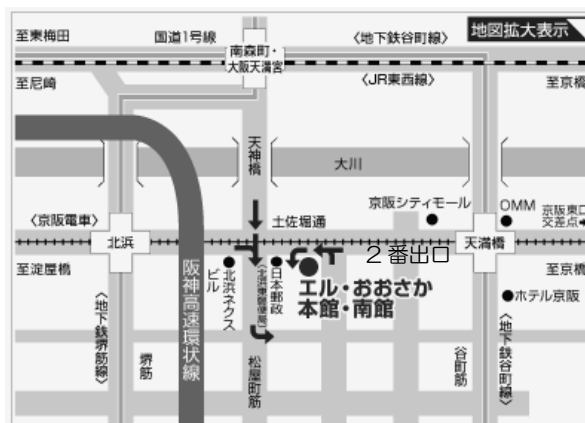 地図拡大表示
至東梅田
国道1号線
南森町・
大阪天満宮
〈地下鉄谷町線〉
至尼崎
〈JR東西線〉
至京橋
天神橋
大川
京阪シティモール
OMM
京阪東口
交差点
〈京阪電車〉
北浜
土佐堀通
2番出口
天満橋
至淀屋橋
阪神高速環状線
北浜ネクス
ビル
日本郵政
〈北浜東郵便局〉
エル・おおさか
本館・南館
至京橋
ホテル京阪
〈地下鉄堺筋線〉
堺筋
松屋町筋
谷町筋
〈地下鉄谷町線〉